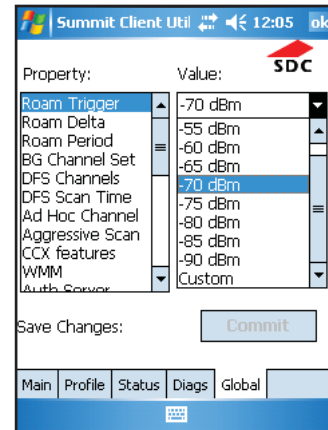 Summit Client Util 12:05 ok
SDC
Property: Value:
Roam Trigger
Roam Delta
Roam Period
BG Channel Set
DFS Channels
DFS Scan Time
Ad Hoc Channel
Aggressive Scan
CCX features
WMM
Auth Server
-70 dBm
-55 dBm
-60 dBm
-65 dBm
-70 dBm
-75 dBm
-80 dBm
-85 dBm
-90 dBm
Custom
Save Changes: Commit
Main Profile Status Diags Global